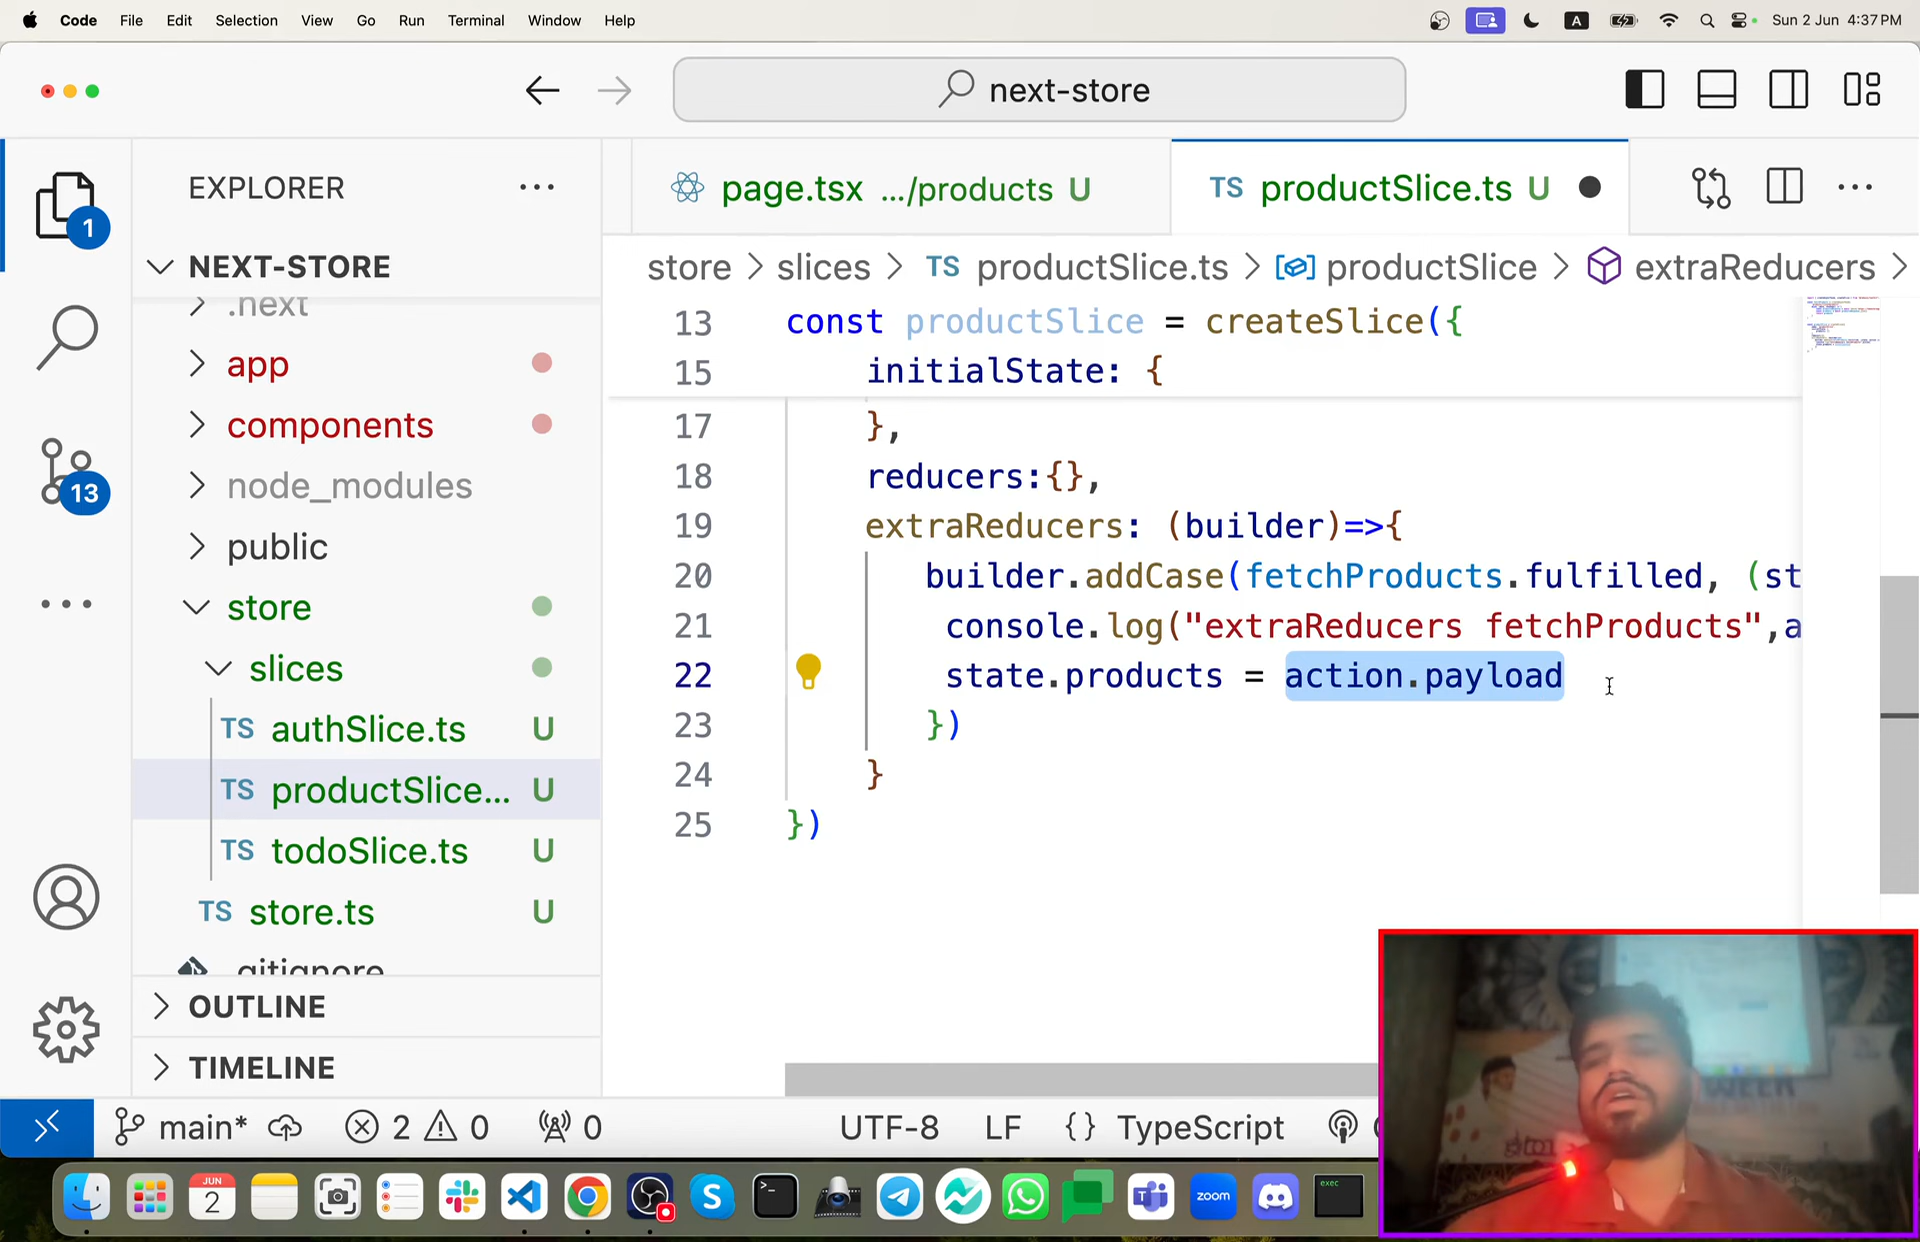 Code File Edit Selection View Go Run Terminal Window Help
A
Sun 2 Jun 4:37 PM
next-store
EXPLORER
page.tsx .../products U
TS productSlice.ts U
1
NEXT-STORE
store > slices > TS productSlice.ts > productSlice > extraReducers >
.next
app
components
node_modules
public
store
slices
TS authSlice.ts U
TS productSlice... U
TS todoSlice.ts U
TS store.ts U
.gitignore
OUTLINE
TIMELINE
13
13 const productSlice = createSlice({
15 initialState: {
17 },
18 reducers:{},
19 extraReducers: (builder)=>{
20 builder.addCase(fetchProducts.fulfilled, (st
21 console.log("extraReducers fetchProducts",a
22 state.products = action.payload
23 })
24 }
25 })
main* 2 0 0
UTF-8 LF {} TypeScript
JUN
2
S
zoom
exec
WEEK